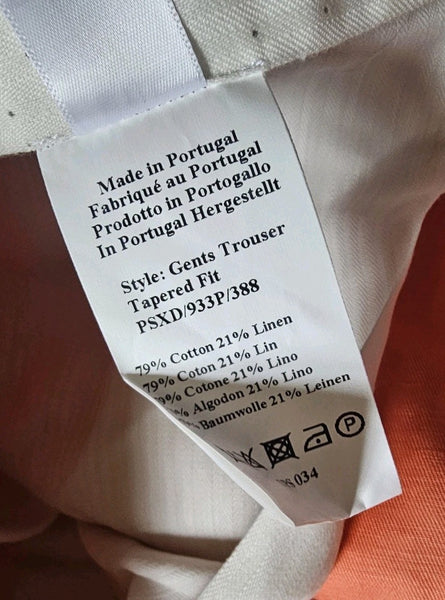 Made in Portugal
Fabriqué au Portugal
Prodotto in Portogallo
In Portugal Hergestellt
Style: Gents Trouser
Tapered Fit
PSXD/933P/388
79% Cotton 21% Linen
79% Coton 21% Lin
% Cotone 21% Lino
% Algodon 21% Lino
Baumwolle 21% Leinen
P
034